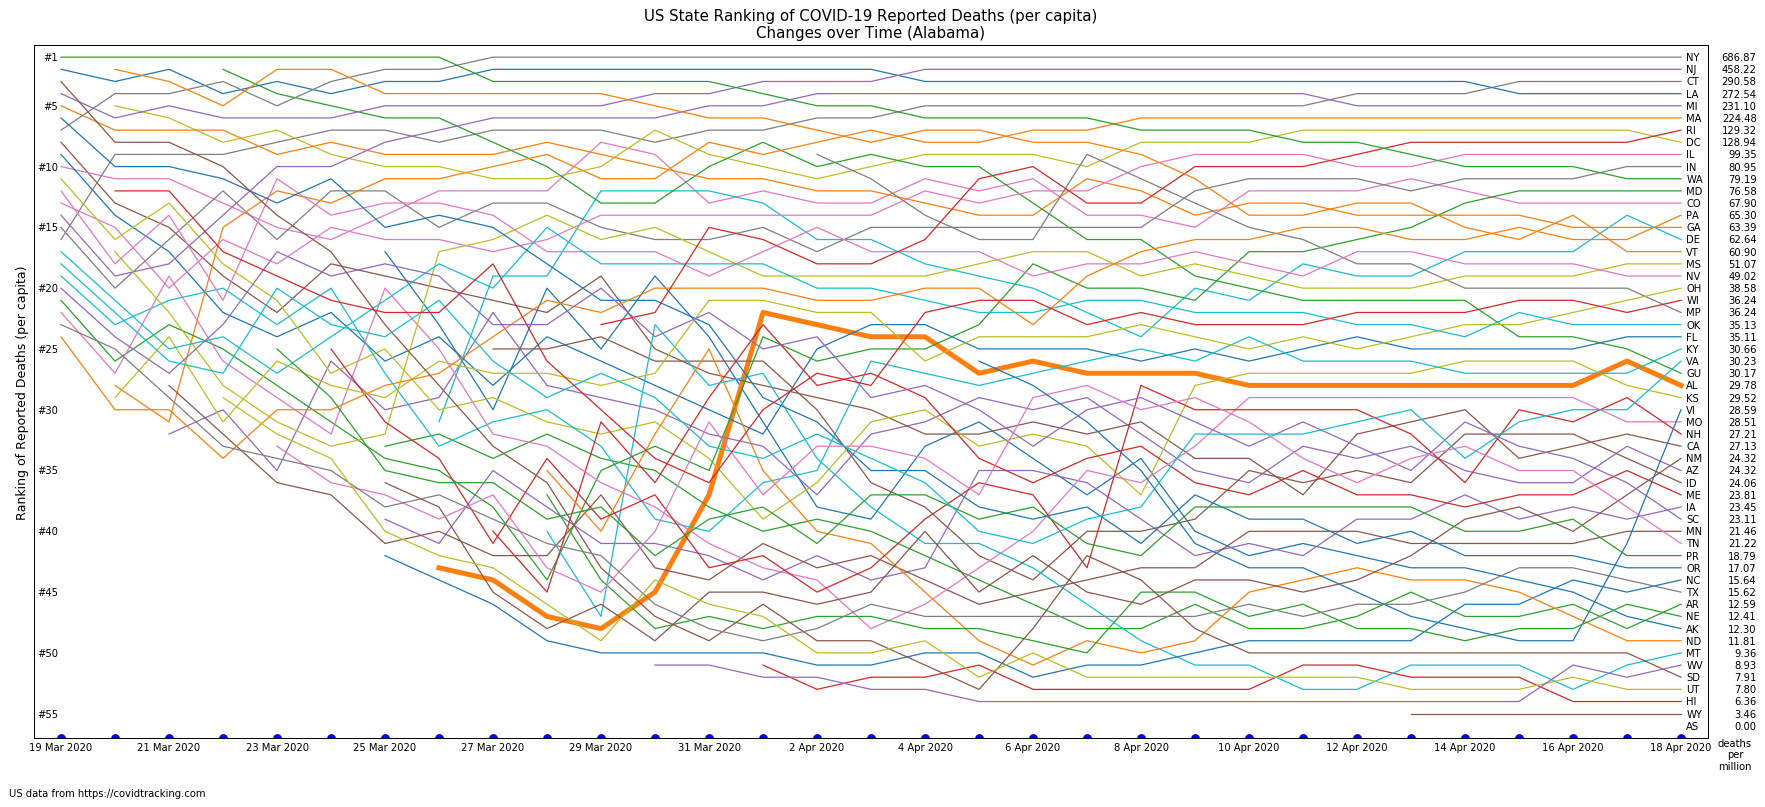 US State Ranking of COVID-19 Reported Deaths (per capita)
Changes over Time (Alabama)
Ranking of Reported Deaths (per capita)
#1
#5
#10
#15
#20
#25
#30
#35
#40
#45
#50
#55
NY 686.87
NJ 458.22
CT 290.58
LA 272.54
MI 231.10
MA 224.48
RI 129.32
DC 128.94
IL 99.35
IN 80.95
WA 79.19
MD 76.58
CO 67.90
PA 65.30
GA 63.39
DE 62.64
VT 60.90
MS 51.07
NV 49.02
OH 38.58
WI 36.24
MP 36.24
OK 35.13
FL 35.11
KY 30.66
VA 30.23
GU 30.17
AL 29.78
KS 29.52
VI 28.59
MO 28.51
NH 27.21
CA 27.13
NM 24.32
AZ 24.32
ID 24.06
ME 23.81
IA 23.45
SC 23.11
MN 21.46
TN 21.22
PR 18.79
OR 17.07
NC 15.64
TX 15.62
AR 12.59
NE 12.41
AK 12.30
ND 11.81
MT 9.36
WV 8.93
SD 7.91
UT 7.80
HI 6.36
WY 3.46
AS 0.00
19 Mar 2020 21 Mar 2020 23 Mar 2020 25 Mar 2020 27 Mar 2020 29 Mar 2020 31 Mar 2020 2 Apr 2020 4 Apr 2020 6 Apr 2020 8 Apr 2020 10 Apr 2020 12 Apr 2020 14 Apr 2020 16 Apr 2020 18 Apr 2020
deaths
per
million
US data from https://covidtracking.com